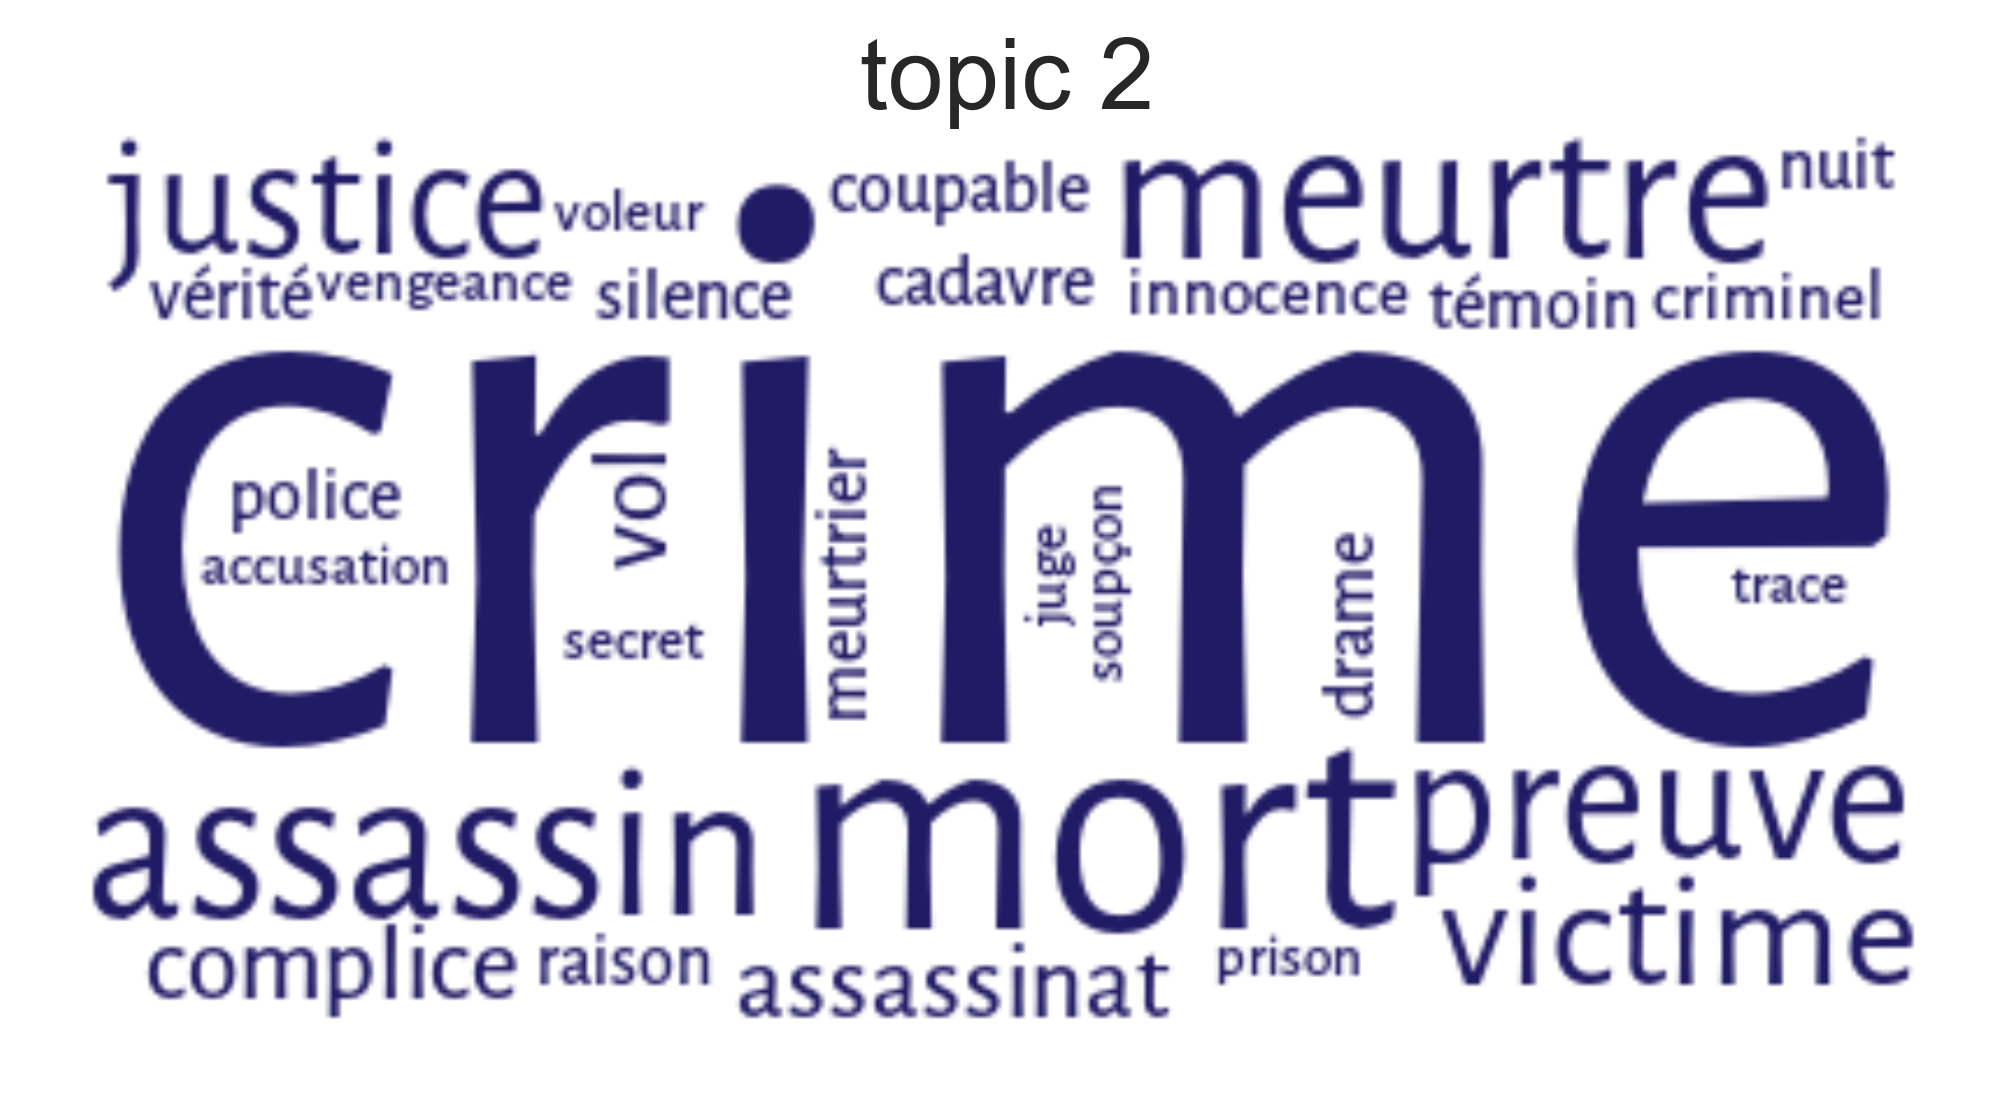 topic 2
justice voleur coupable meurtre nuit
vérité vengeance silence cadavre innocence témoin criminel
crime
police vol meurtrier juge soupçon drame
accusation secret trace
assassin mort preuve
victime
complice raison assassinat prison